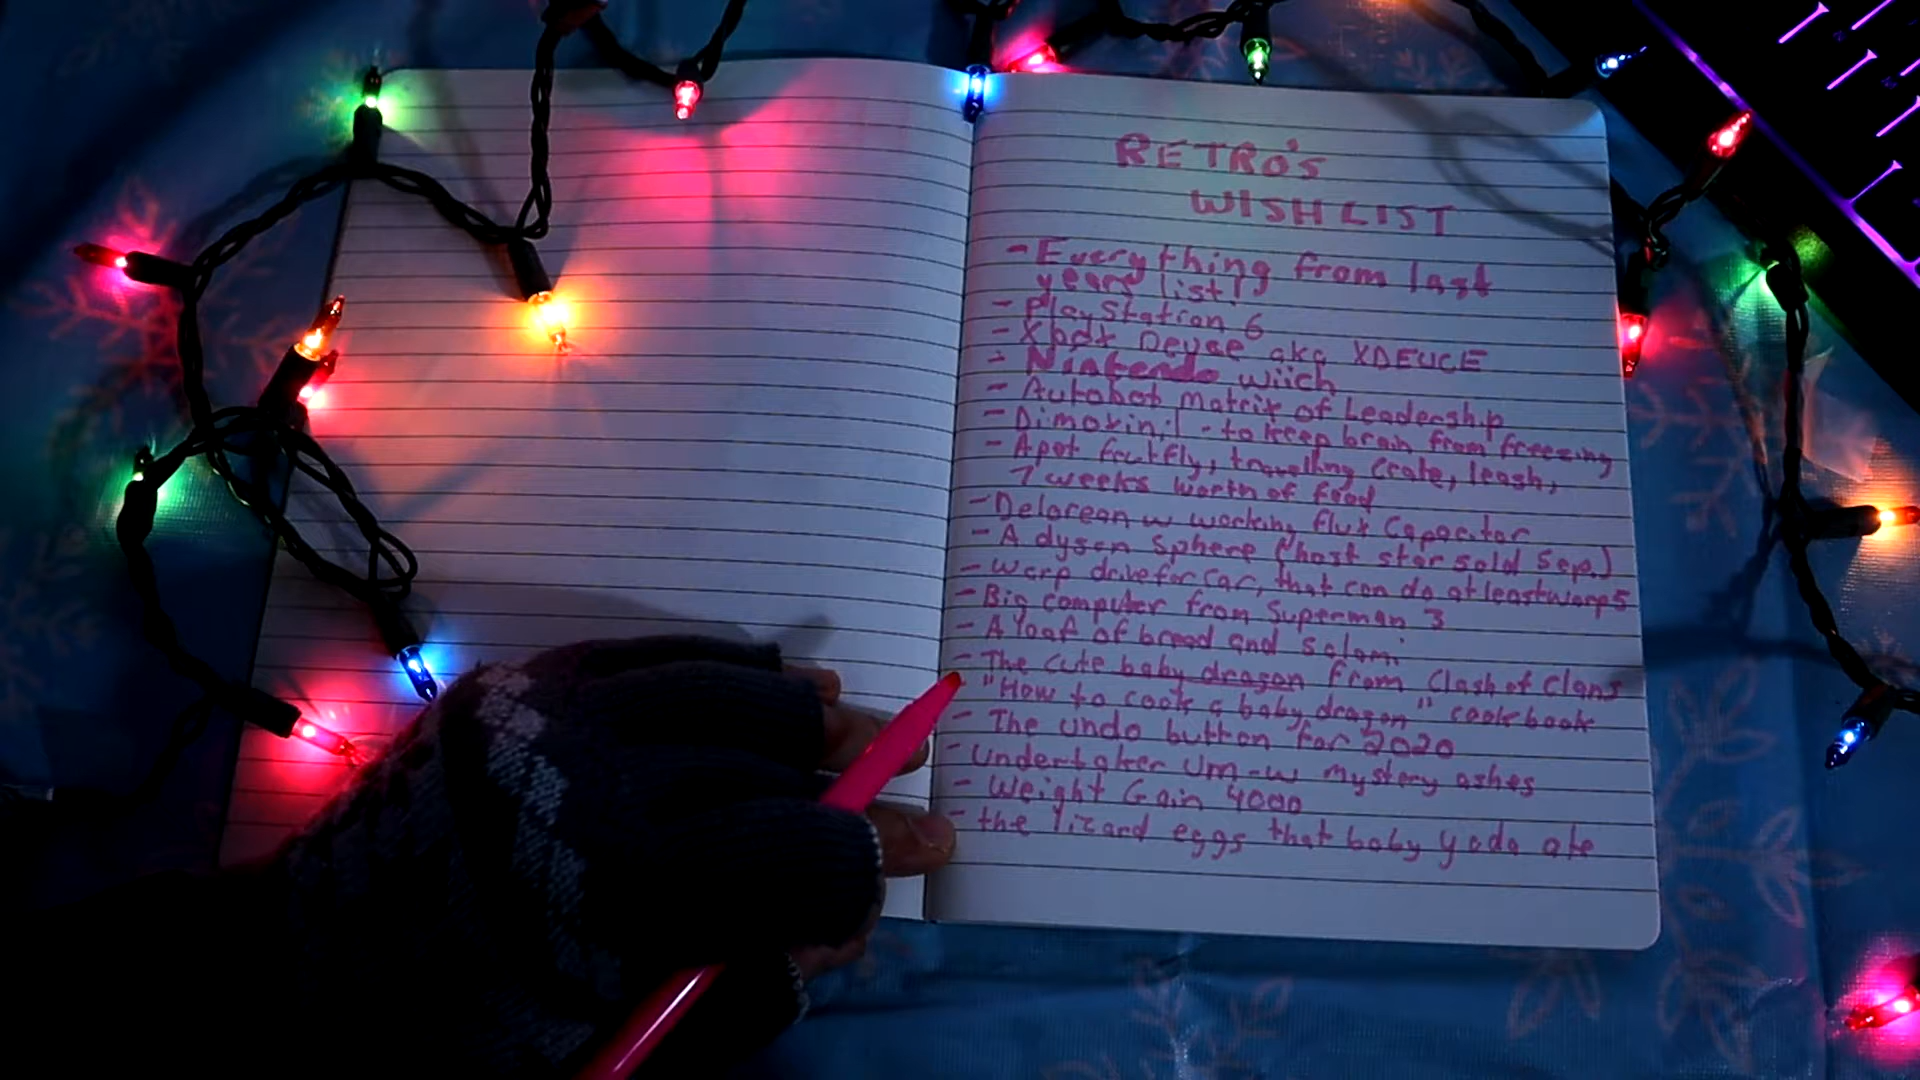 RETRO'S
WISHLIST
- Everything from last
years list.
- PlayStation 6
- Xbox Deuce aka XDEUCE
- Nintendo Wiich
- Autobot Matrix of Leadership
- Dimoxinil - to keep brain from freezing
- A pet fruitfly, travelling crate, leash,
7 weeks worth of food
- Delorean w working flux capacitor
- A dyson Sphere (host star sold sep.)
- warp drive for car, that can do at least warp 5
- Big computer from Superman 3
- A loaf of bread and salami
- The cute baby dragon from Clash of Clans
"How to cook a baby dragon" cookbook
- The undo button for 2020
- Undertaker Urn - w mystery ashes
- Weight Gain 4000
- the lizard eggs that baby yoda ate